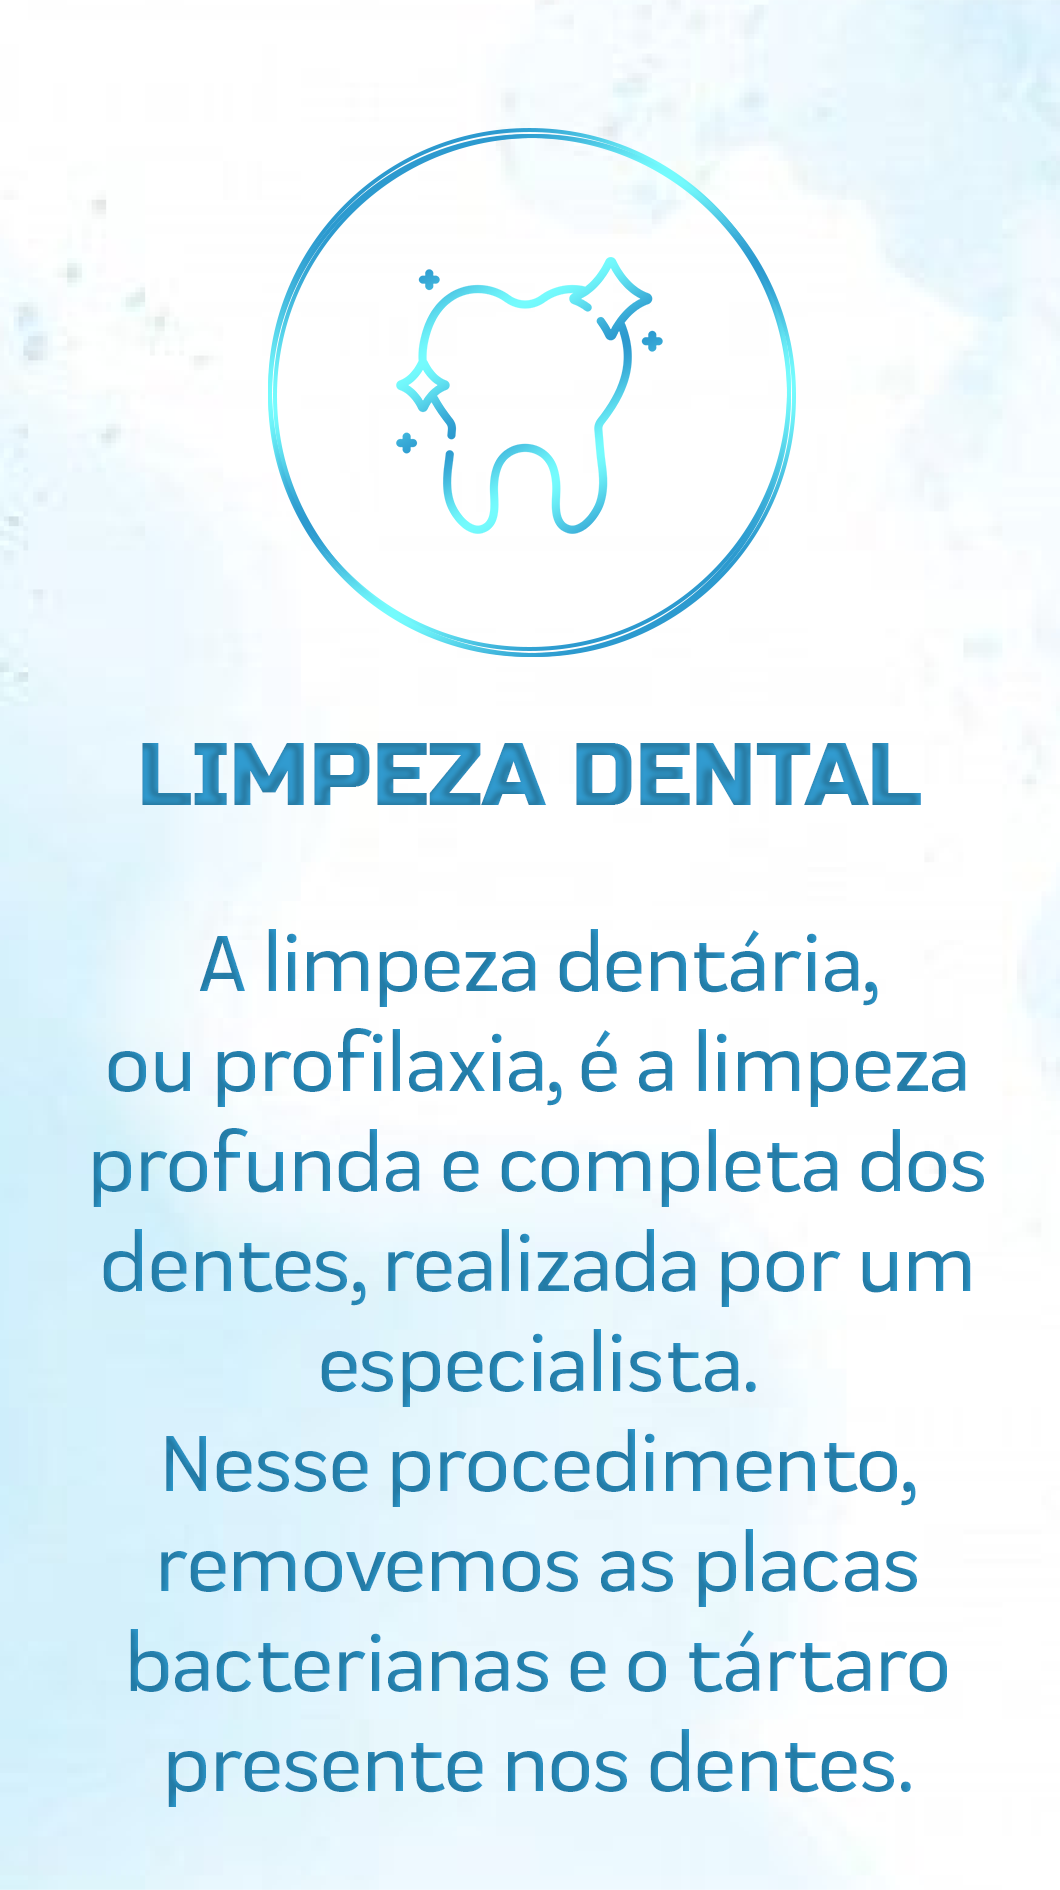 LIMPEZA DENTAL
A limpeza dentária,
ou profilaxia, é a limpeza
profunda e completa dos
dentes, realizada por um
especialista.
Nesse procedimento,
removemos as placas
bacterianas e o tártaro
presente nos dentes.